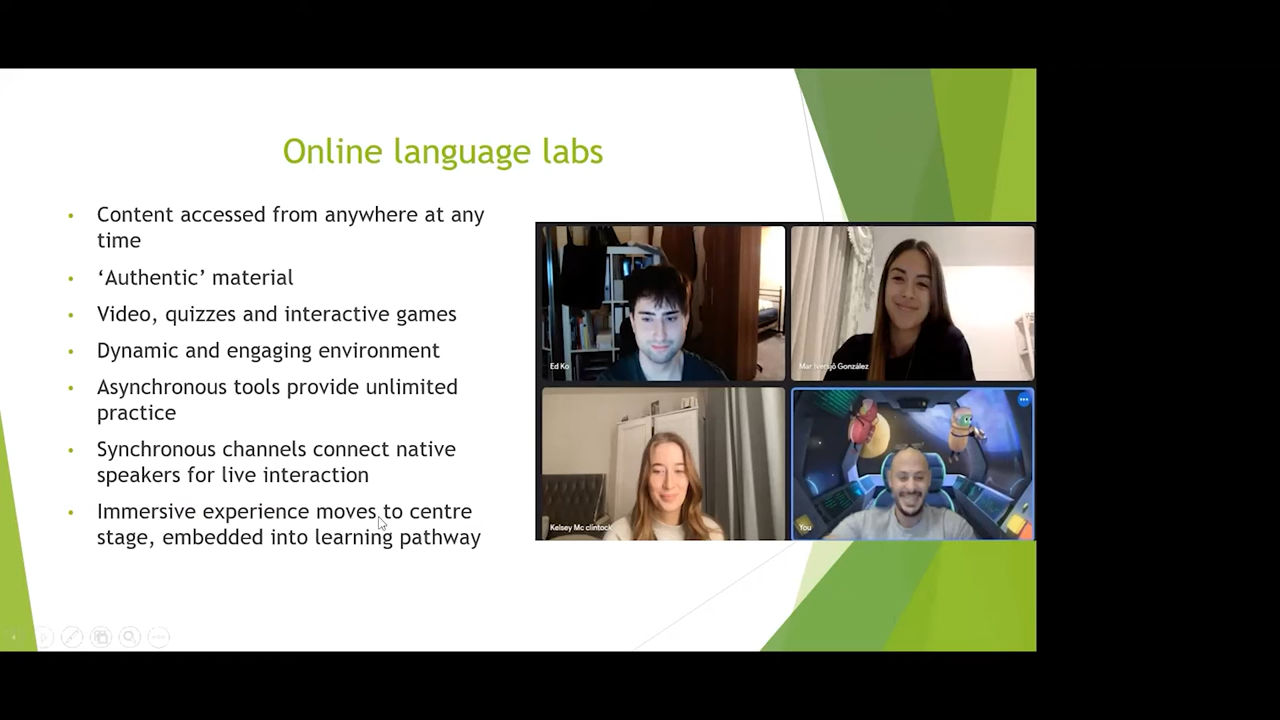 Online language labs
• Content accessed from anywhere at any
time
• ‘Authentic’ material
• Video, quizzes and interactive games
• Dynamic and engaging environment
• Asynchronous tools provide unlimited
practice
• Synchronous channels connect native
speakers for live interaction
• Immersive experience moves to centre
stage, embedded into learning pathway
Ed Ko
Mar Iversjó González
Kelsey Mc clintock
You